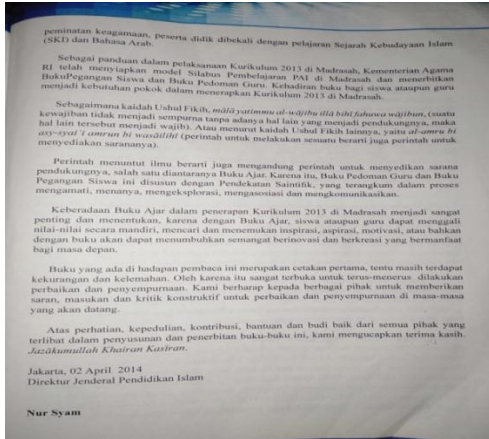 peminatan keagamaan, peserta didik dibekali dengan pelajaran Sejarah Kebudayaan Islam
(SKI) dan Bahasa Arab.
Sebagai panduan dalam pelaksanaan Kurikulum 2013 di Madrasah, Kementerian Agama
RI telah menyiapkan model Silabus Pembelajaran PAI di Madrasah dan menerbitkan
BukuPegangan Siswa dan Buku Pedoman Guru. Kehadiran buku bagi siswa ataupun guru
menjadi kebutuhan pokok dalam menerapkan Kurikulum 2013 di Madrasah.
Sebagaimana kaidah Ushul Fikih, mālā yatimmu al-wājibu illā bihī fahuwa wājibun, (suatu
kewajiban tidak menjadi sempurna tanpa adanya hal lain yang menjadi pendukungnya, maka
hal lain tersebut menjadi wajib). Atau menurut kaidah Ushul Fikih lainnya, yaitu al-amru bi
asy-syai'i amrun bi wasāilihī (perintah untuk melakukan sesuatu berarti juga perintah untuk
menyediakan sarananya).
Perintah menuntut ilmu berarti juga mengandung perintah untuk menyedikan sarana
pendukungnya, salah satu diantaranya Buku Ajar. Karena itu, Buku Pedoman Guru dan Buku
Pegangan Siswa ini disusun dengan Pendekatan Saintifik, yang terangkum dalam proses
mengamati, menanya, mengeksplorasi, mengasosiasi dan mengkomunikasikan.
Keberadaan Buku Ajar dalam penerapan Kurikulum 2013 di Madrasah menjadi sangat
penting dan menentukan, karena dengan Buku Ajar, siswa ataupun guru dapat menggali
nilai-nilai secara mandiri, mencari dan menemukan inspirasi, aspirasi, motivasi, atau bahkan
dengan buku akan dapat menumbuhkan semangat berinovasi dan berkreasi yang bermanfaat
bagi masa depan.
Buku yang ada di hadapan pembaca ini merupakan cetakan pertama, tentu masih terdapat
kekurangan dan kelemahan. Oleh karena itu sangat terbuka untuk terus-menerus dilakukan
perbaikan dan penyempurnaan. Kami berharap kepada berbagai pihak untuk memberikan
saran, masukan dan kritik konstruktif untuk perbaikan dan penyempurnaan di masa-masa
yang akan datang.
Atas perhatian, kepedulian, kontribusi, bantuan dan budi baik dari semua pihak yang
terlibat dalam penyusunan dan penerbitan buku-buku ini, kami mengucapkan terima kasih.
Jazākumullah Khairan Kasīran.
Jakarta, 02 April 2014
Direktur Jenderal Pendidikan Islam
Nur Syam